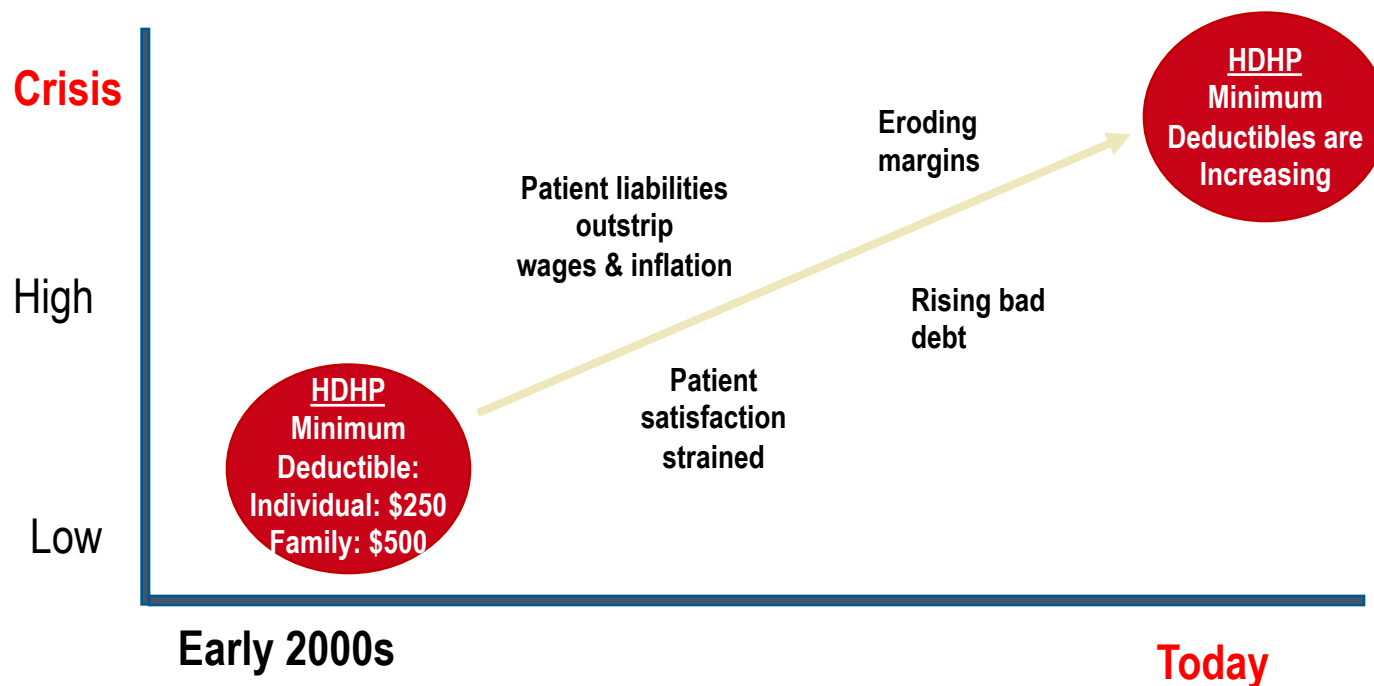 Crisis
High
Low
HDHP
Minimum
Deductible:
Individual: $250
Family: $500
Patient liabilities
outstrip
wages & inflation
Patient
satisfaction
strained
Eroding
margins
Rising bad
debt
HDHP
Minimum
Deductibles are
Increasing
Early 2000s
Today